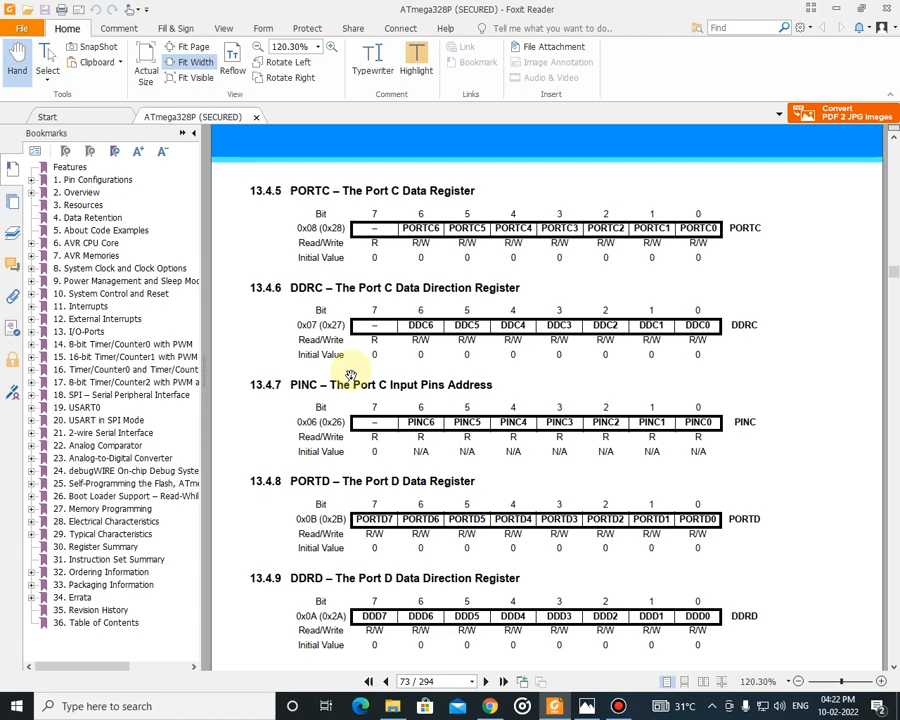 ATmega328P (SECURED) - Foxit Reader
File Home Comment Fill & Sign View Form Protect Share Connect Help Tell me what you want to do.. Find
Hand
Select
SnapShot
Clipboard
Tools
Actual
Size
Fit Page
Fit Width
Fit Visible
Reflow
120.30%
Rotate Left
Rotate Right
View
Typewriter
Highlight
Comment
Link
Bookmark
Links
File Attachment
Image Annotation
Audio & Video
Insert
Start ATmega328P (SECURED)
Convert
PDF 2 JPG Images
Bookmarks
Features
1. Pin Configurations
2. Overview
3. Resources
4. Data Retention
5. About Code Examples
6. AVR CPU Core
7. AVR Memories
8. System Clock and Clock Options
9. Power Management and Sleep Mod
10. System Control and Reset
11. Interrupts
12. External Interrupts
13. I/O-Ports
14. 8-bit Timer/Counter0 with PWM
15. 16-bit Timer/Counter1 with PWM
16. Timer/Counter0 and Timer/Count
17. 8-bit Timer/Counter2 with PWM a
18. SPI – Serial Peripheral Interface
19. USART0
20. USART in SPI Mode
21. 2-wire Serial Interface
22. Analog Comparator
23. Analog-to-Digital Converter
24. debugWIRE On-chip Debug Syste
25. Self-Programming the Flash, ATme
26. Boot Loader Support – Read-Whil
27. Memory Programming
28. Electrical Characteristics
29. Typical Characteristics
30. Register Summary
31. Instruction Set Summary
32. Ordering Information
33. Packaging Information
34. Errata
35. Revision History
36. Table of Contents
13.4.5 PORTC – The Port C Data Register
Bit 7 6 5 4 3 2 1 0
0x08 (0x28) – PORTC6 PORTC5 PORTC4 PORTC3 PORTC2 PORTC1 PORTC0 PORTC
Read/Write R R/W R/W R/W R/W R/W R/W R/W
Initial Value 0 0 0 0 0 0 0 0
13.4.6 DDRC – The Port C Data Direction Register
Bit 7 6 5 4 3 2 1 0
0x07 (0x27) – DDC6 DDC5 DDC4 DDC3 DDC2 DDC1 DDC0 DDRC
Read/Write R R/W R/W R/W R/W R/W R/W R/W
Initial Value 0 0 0 0 0 0 0 0
13.4.7 PINC – The Port C Input Pins Address
Bit 7 6 5 4 3 2 1 0
0x06 (0x26) – PINC6 PINC5 PINC4 PINC3 PINC2 PINC1 PINC0 PINC
Read/Write R R R R R R R R
Initial Value 0 N/A N/A N/A N/A N/A N/A N/A
13.4.8 PORTD – The Port D Data Register
Bit 7 6 5 4 3 2 1 0
0x0B (0x2B) PORTD7 PORTD6 PORTD5 PORTD4 PORTD3 PORTD2 PORTD1 PORTD0 PORTD
Read/Write R/W R/W R/W R/W R/W R/W R/W R/W
Initial Value 0 0 0 0 0 0 0 0
13.4.9 DDRD – The Port D Data Direction Register
Bit 7 6 5 4 3 2 1 0
0x0A (0x2A) DDD7 DDD6 DDD5 DDD4 DDD3 DDD2 DDD1 DDD0 DDRD
Read/Write R/W R/W R/W R/W R/W R/W R/W R/W
Initial Value 0 0 0 0 0 0 0 0
73 / 294
120.30%
Type here to search
31°C
ENG
04:22 PM
10-02-2022
2